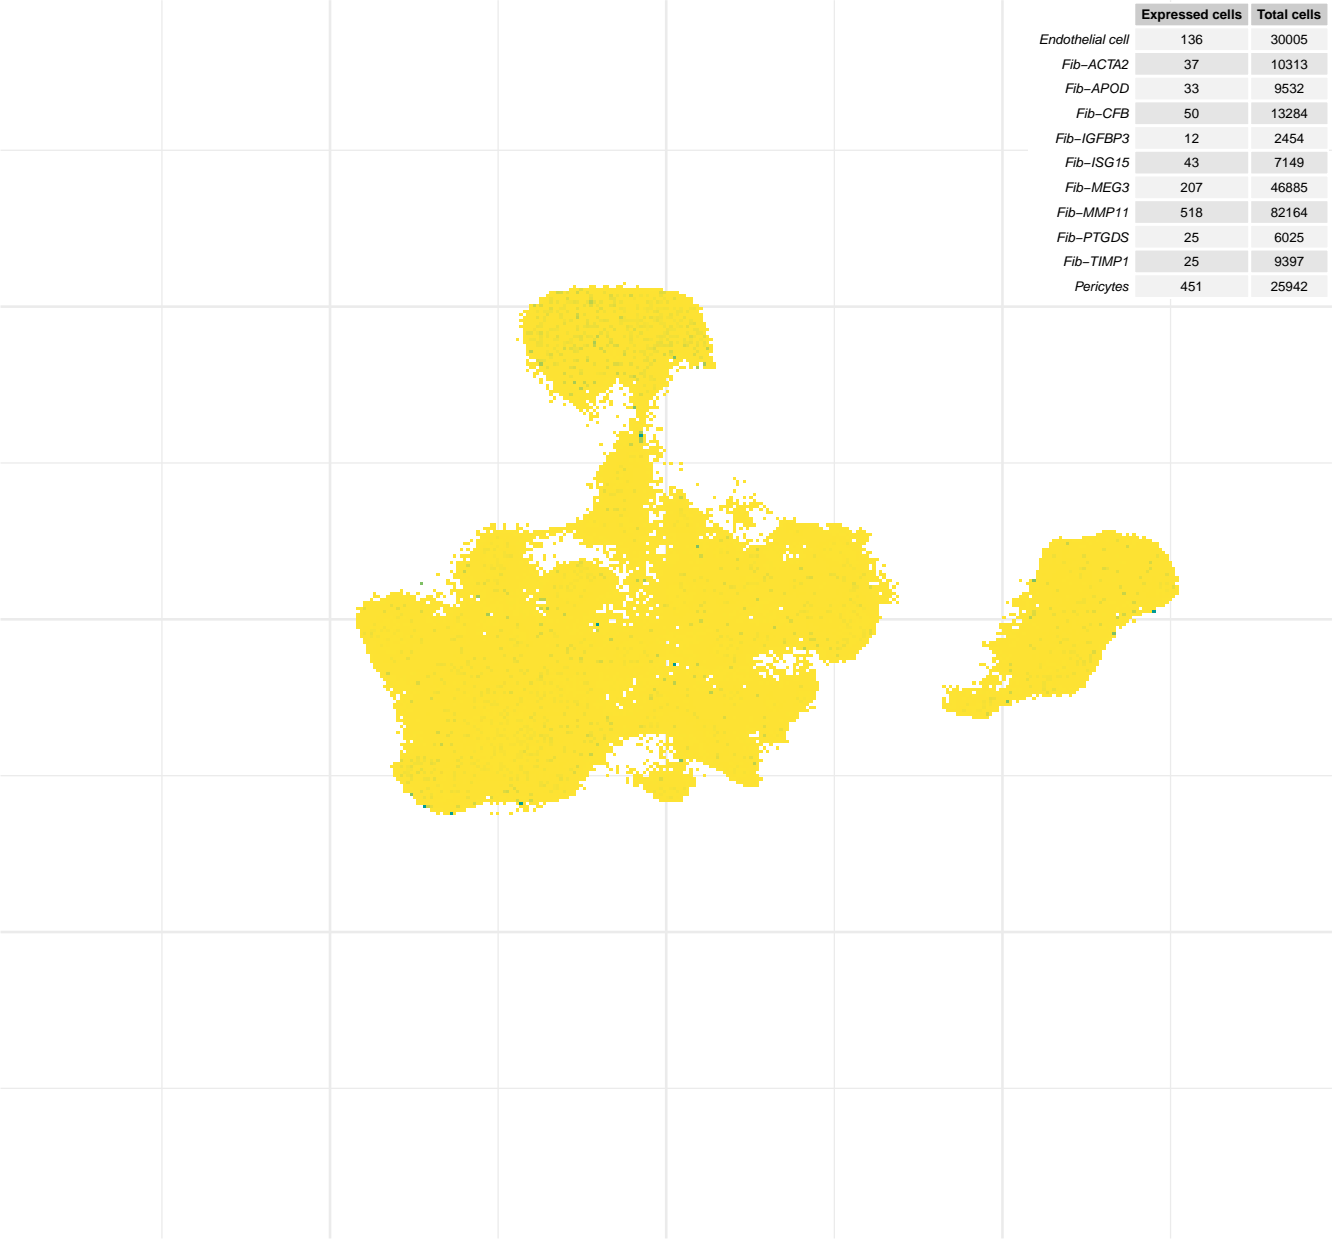 Expressed cells Total cells
Endothelial cell 136 30005
Fib−ACTA2 37 10313
Fib−APOD 33 9532
Fib−CFB 50 13284
Fib−IGFBP3 12 2454
Fib−ISG15 43 7149
Fib−MEG3 207 46885
Fib−MMP11 518 82164
Fib−PTGDS 25 6025
Fib−TIMP1 25 9397
Pericytes 451 25942